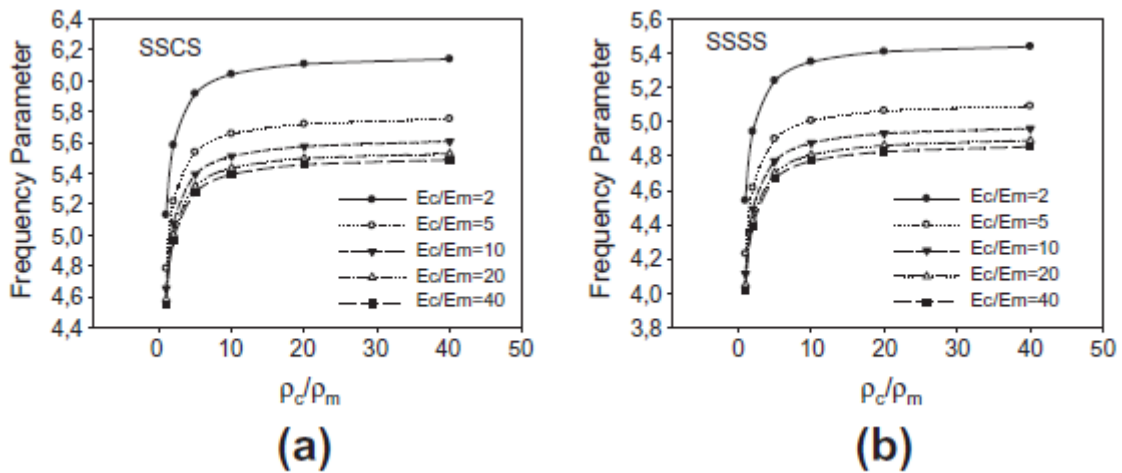 SSCS
Frequency Parameter
6,4
6,2
6,0
5,8
5,6
5,4
5,2
5,0
4,8
4,6
4,4
Ec/Em=2
Ec/Em=5
Ec/Em=10
Ec/Em=20
Ec/Em=40
0 10 20 30 40 50
ρc/ρm
(a)
SSSS
Frequency Parameter
5,6
5,4
5,2
5,0
4,8
4,6
4,4
4,2
4,0
3,8
Ec/Em=2
Ec/Em=5
Ec/Em=10
Ec/Em=20
Ec/Em=40
0 10 20 30 40 50
ρc/ρm
(b)